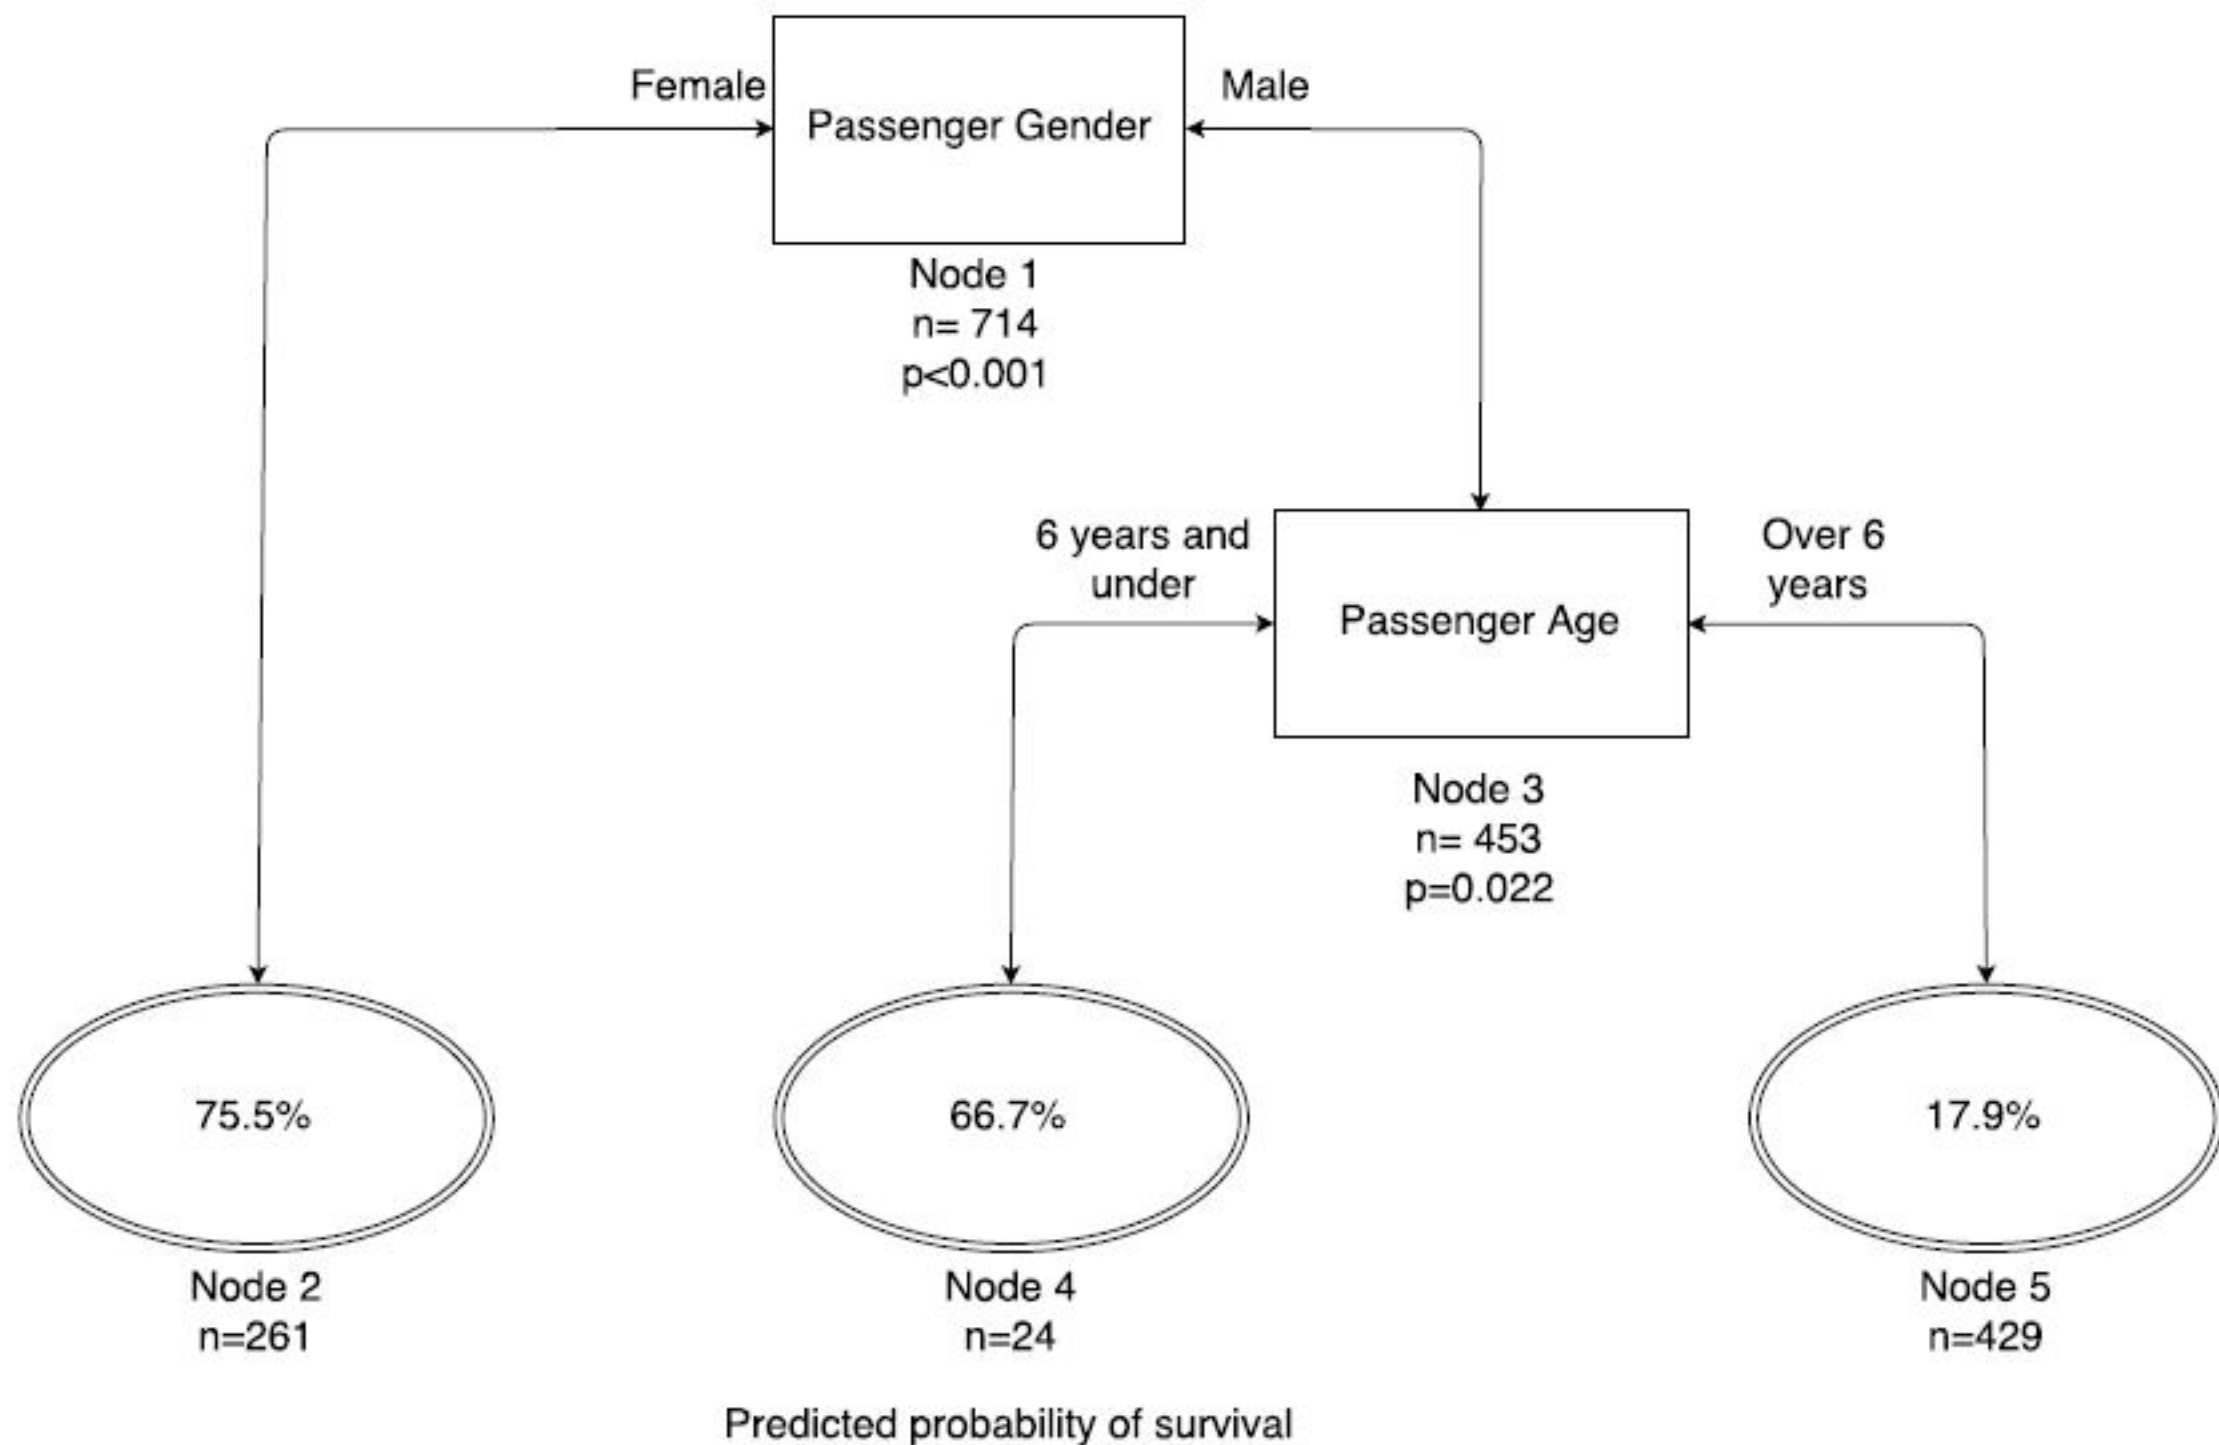 Female
Passenger Gender
Male
Node 1
n= 714
p<0.001
6 years and
under
Passenger Age
Over 6
years
Node 3
n= 453
p=0.022
75.5%
66.7%
17.9%
Node 2
n=261
Node 4
n=24
Node 5
n=429
Predicted probability of survival